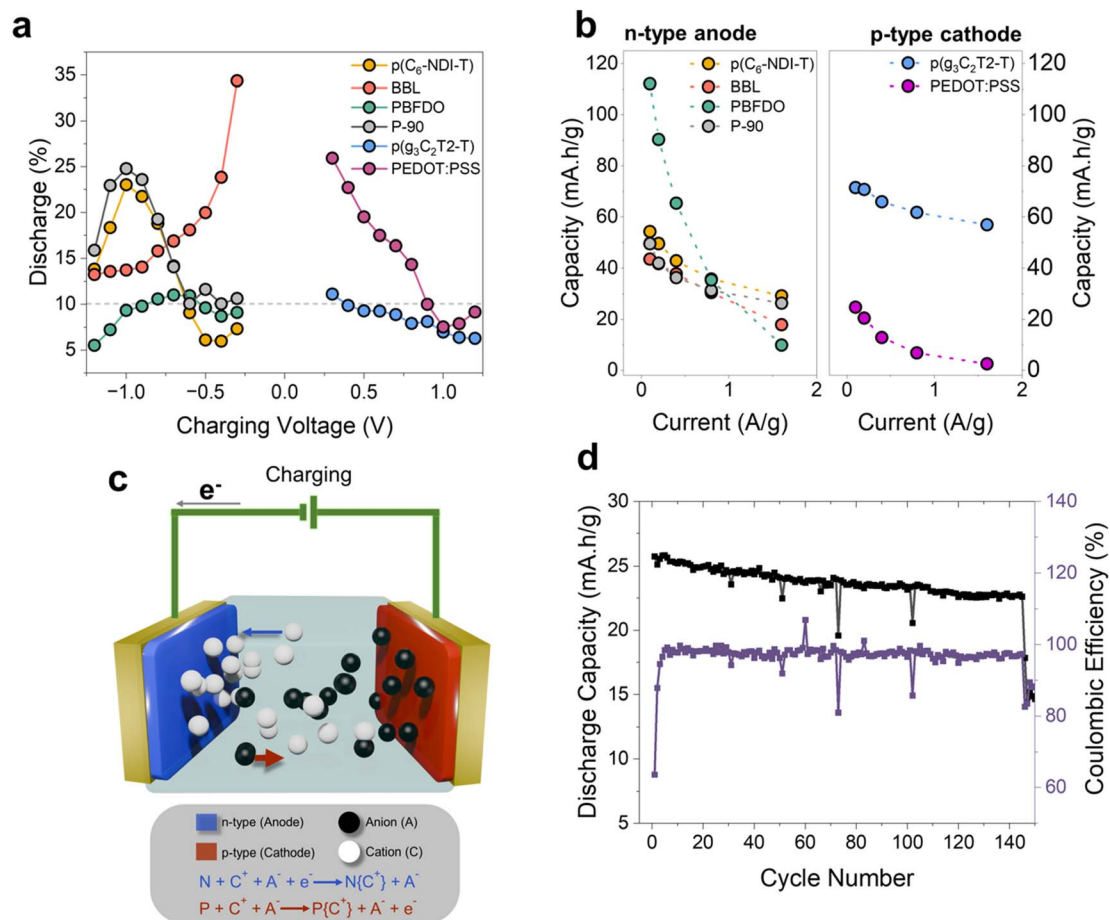 a
Discharge (%)
35
30
25
20
15
10
5
−1.0
−0.5
0.0
0.5
1.0
Charging Voltage (V)
p(C₆-NDI-T)
BBL
PBFDO
P-90
p(g₃C₂T2-T)
PEDOT:PSS
b
n-type anode
p-type cathode
Capacity (mA.h/g)
120
100
80
60
40
20
0
p(C₆-NDI-T)
BBL
PBFDO
P-90
0
1
2
Current (A/g)
p(g₃C₂T2-T)
PEDOT:PSS
120
100
80
60
40
20
0
Capacity (mA.h/g)
0
1
2
Current (A/g)
c
Charging
e⁻
n-type (Anode)
Anion (A)
p-type (Cathode)
Cation (C)
N + C⁺ + A⁻ + e⁻ ⟶ N{C⁺} + A⁻
P + C⁺ + A⁻ ⟶ P{C⁺} + A⁻ + e⁻
d
Discharge Capacity (mA.h/g)
30
25
20
15
10
5
0
20
40
60
80
100
120
140
Cycle Number
140
120
100
80
60
Coulombic Efficiency (%)